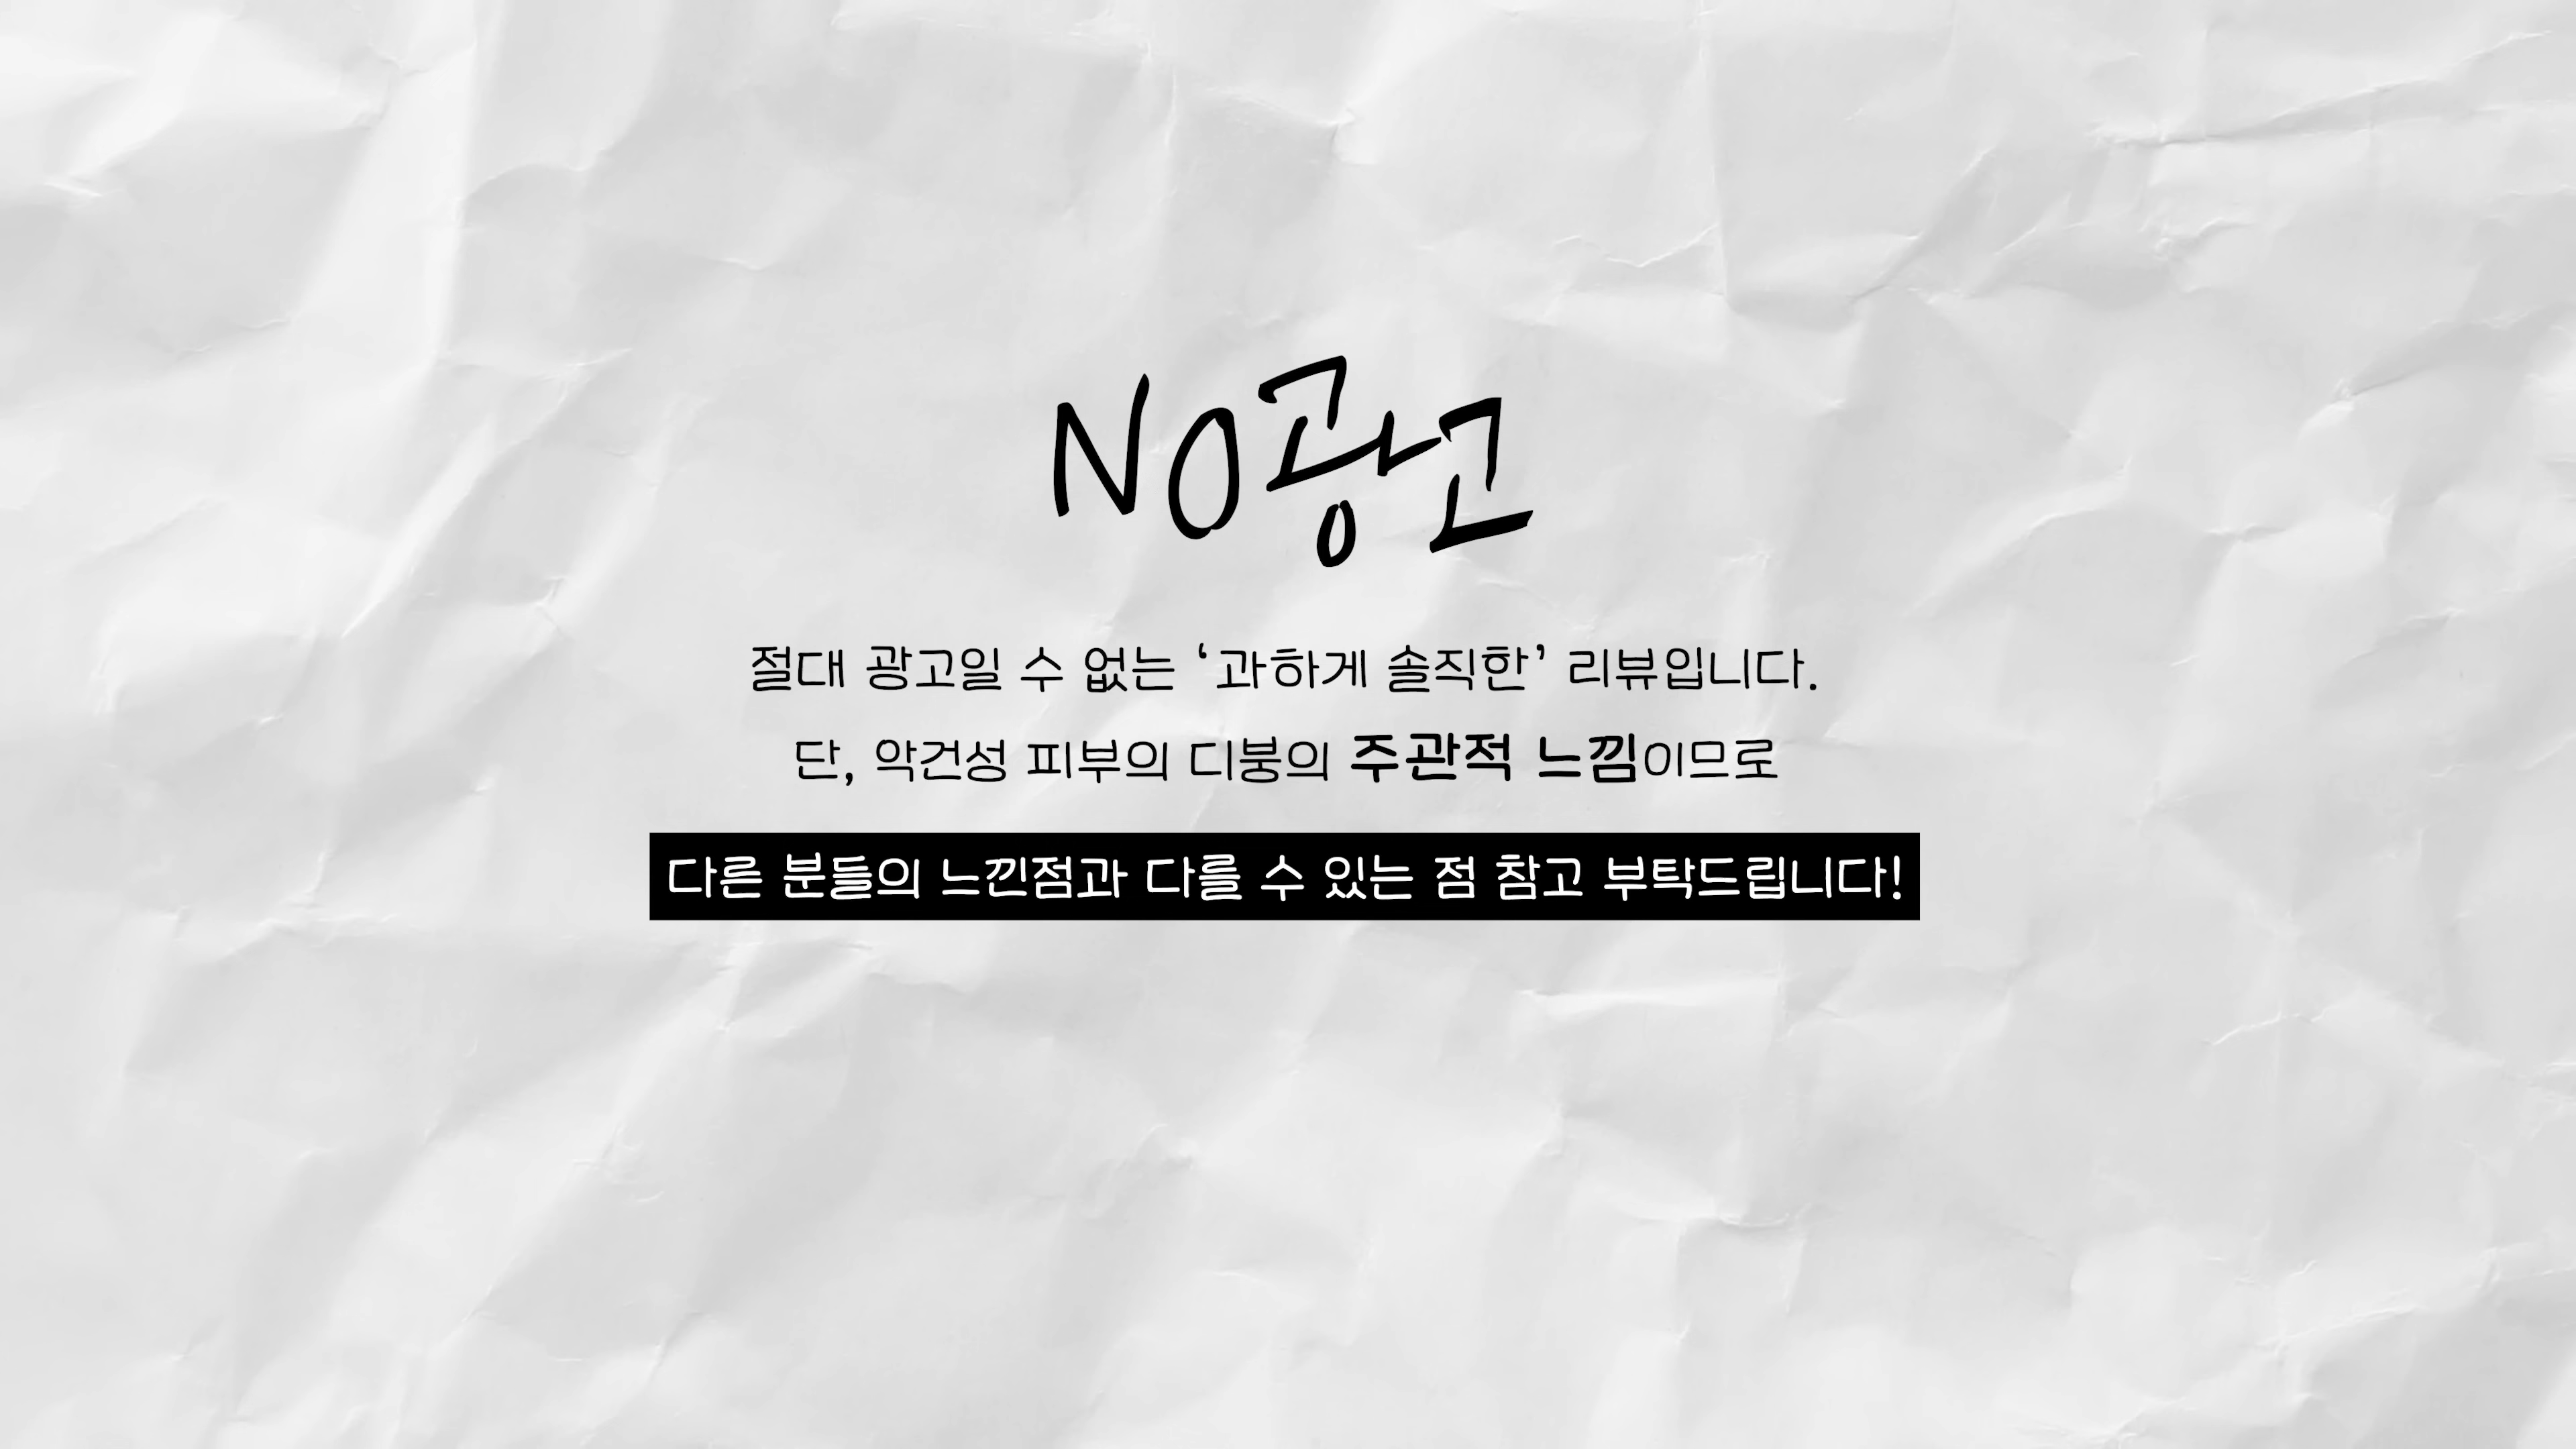 NO광고
절대 광고일 수 없는 ‘과하게 솔직한’ 리뷰입니다.
단, 악건성 피부의 디붕의 주관적 느낌이므로
다른 분들의 느낀점과 다를 수 있는 점 참고 부탁드립니다!